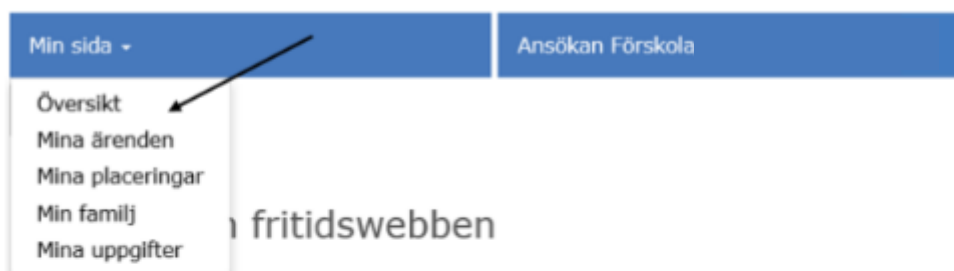 Min sida
Ansökan Förskola
Översikt
Mina ärenden
Mina placeringar
Min familj
fritidswebben
Mina uppgifter